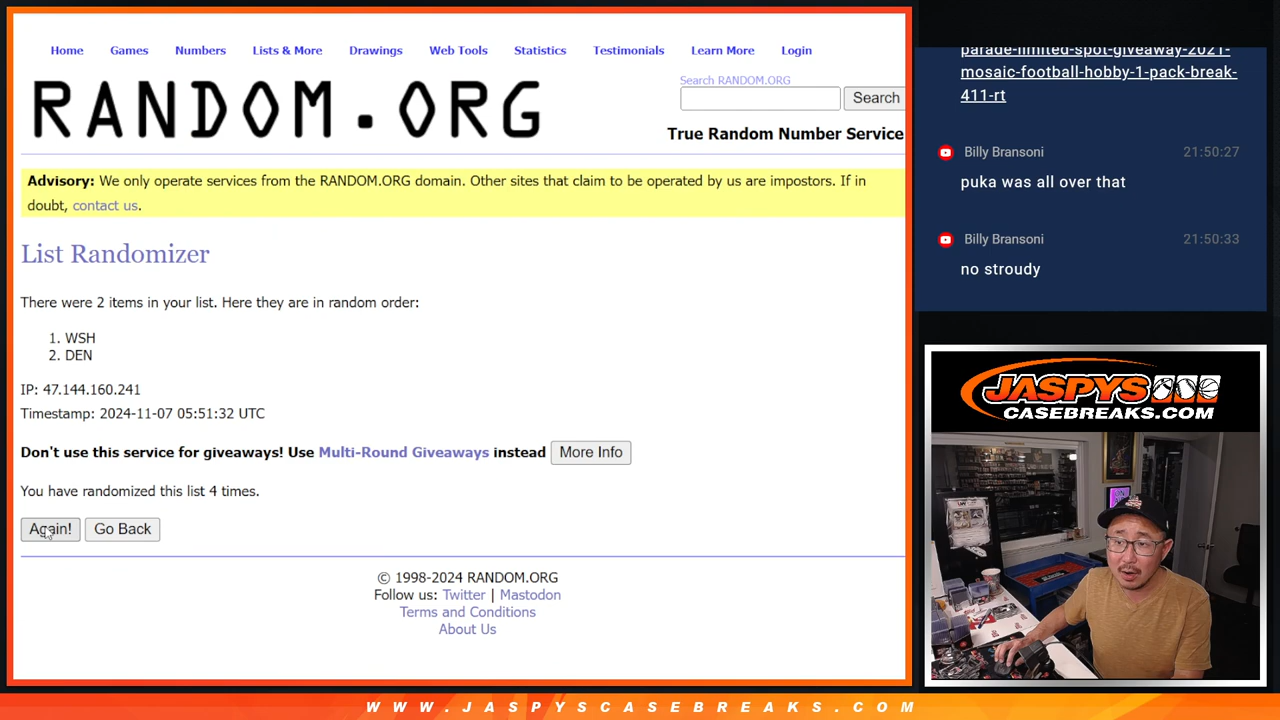 Home Games Numbers Lists & More Drawings Web Tools Statistics Testimonials Learn More Login
RANDOM.ORG
Search RANDOM.ORG
Search
True Random Number Service
Advisory: We only operate services from the RANDOM.ORG domain. Other sites that claim to be operated by us are impostors. If in
doubt, contact us.
List Randomizer
There were 2 items in your list. Here they are in random order:
1. WSH
2. DEN
IP: 47.144.160.241
Timestamp: 2024-11-07 05:51:32 UTC
Don't use this service for giveaways! Use Multi-Round Giveaways instead More Info
You have randomized this list 4 times.
Again! Go Back
© 1998-2024 RANDOM.ORG
Follow us: Twitter | Mastodon
Terms and Conditions
About Us
parade-limited-spot-giveaway-2021-
mosaic-football-hobby-1-pack-break-
411-rt
Billy Bransoni 21:50:27
puka was all over that
Billy Bransoni 21:50:33
no stroudy
JASPYS
CASEBREAKS.COM
WWW.JASPYSCASEBREAKS.COM